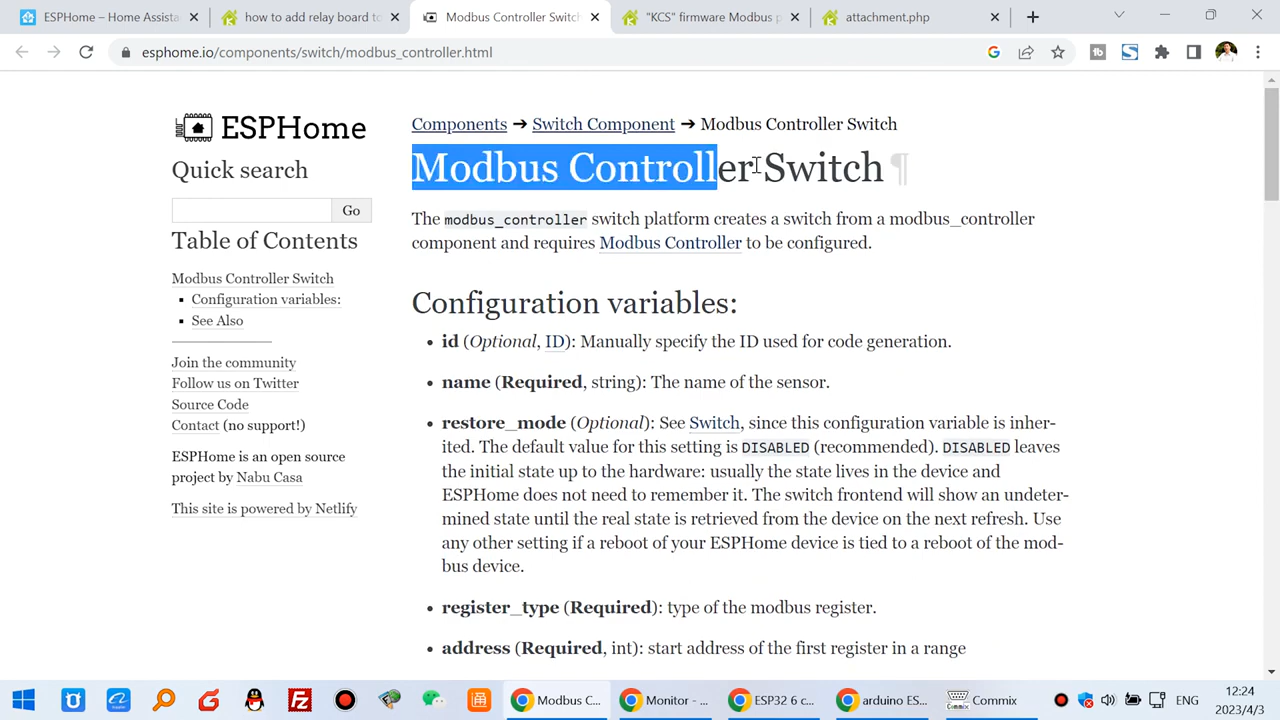 ESPHome – Home Assista
how to add relay board to
Modbus Controller Switch
"KCS" firmware Modbus p
attachment.php
esphome.io/components/switch/modbus_controller.html
ESPHome
Quick search
Go
Table of Contents
Modbus Controller Switch
Configuration variables:
See Also
Join the community
Follow us on Twitter
Source Code
Contact (no support!)
ESPHome is an open source
project by Nabu Casa
This site is powered by Netlify
Components ➔ Switch Component ➔ Modbus Controller Switch
Modbus Controller Switch ¶
The modbus_controller switch platform creates a switch from a modbus_controller
component and requires Modbus Controller to be configured.
Configuration variables:
id (Optional, ID): Manually specify the ID used for code generation.
name (Required, string): The name of the sensor.
restore_mode (Optional): See Switch, since this configuration variable is inher-
ited. The default value for this setting is DISABLED (recommended). DISABLED leaves
the initial state up to the hardware: usually the state lives in the device and
ESPHome does not need to remember it. The switch frontend will show an undeter-
mined state until the real state is retrieved from the device on the next refresh. Use
any other setting if a reboot of your ESPHome device is tied to a reboot of the mod-
bus device.
register_type (Required): type of the modbus register.
address (Required, int): start address of the first register in a range
Modbus C...
Monitor - ...
ESP32 6 c...
arduino ES...
Commix
ENG
12:24
2023/4/3